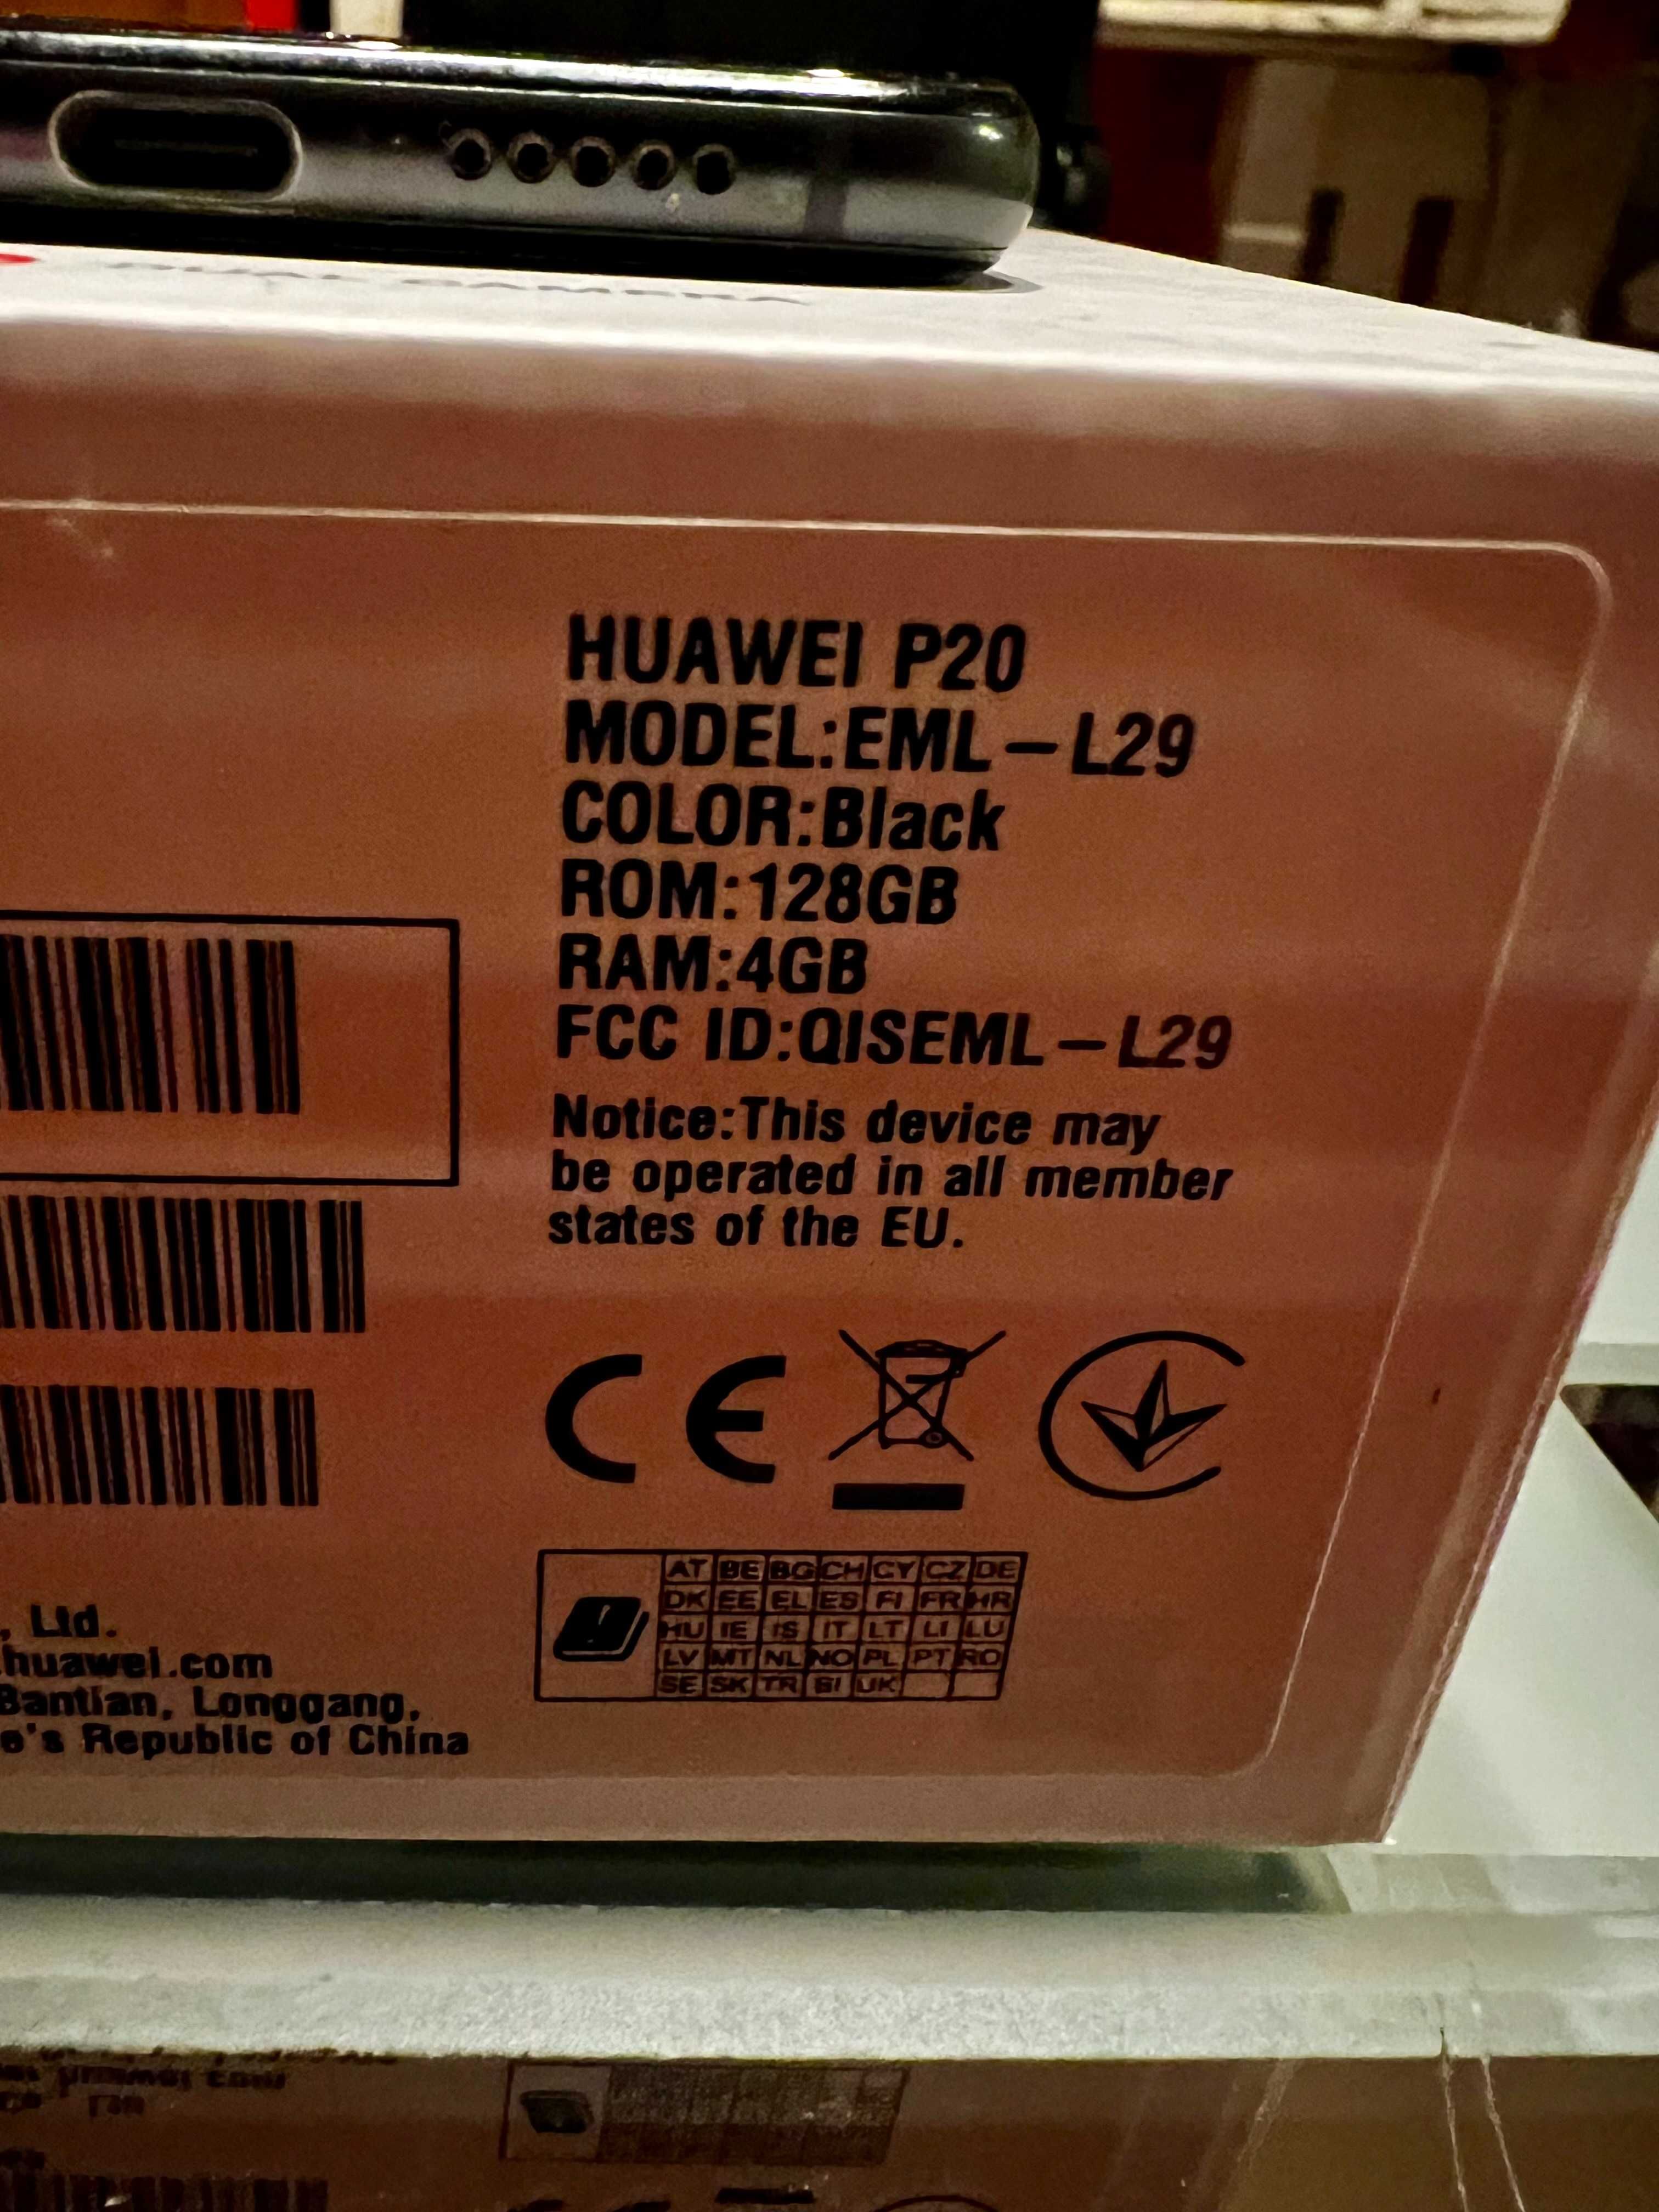 DUAL CAMERA
HUAWEI P20
MODEL:EML-L29
COLOR:Black
ROM:128GB
RAM:4GB
FCC ID:QISEML-L29
Notice:This device may
be operated in all member
states of the EU.
CE
AT BE BG CH CY CZ DE
DK EE EL ES FI FR HR
HU IE IS IT LT LI LU
LV MT NL NO PL PT RO
SE SK TR SI UK
, Ltd.
huawei.com
Bantian, Longgang,
e's Republic of China